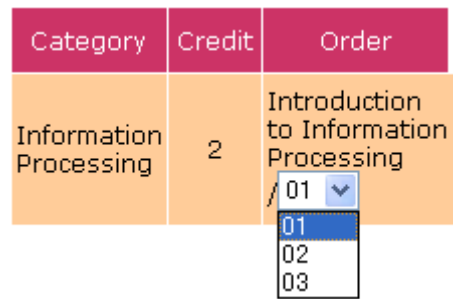 Category Credit Order
Introduction
Information to Information
Processing 2 Processing
/ 01
01
02
03